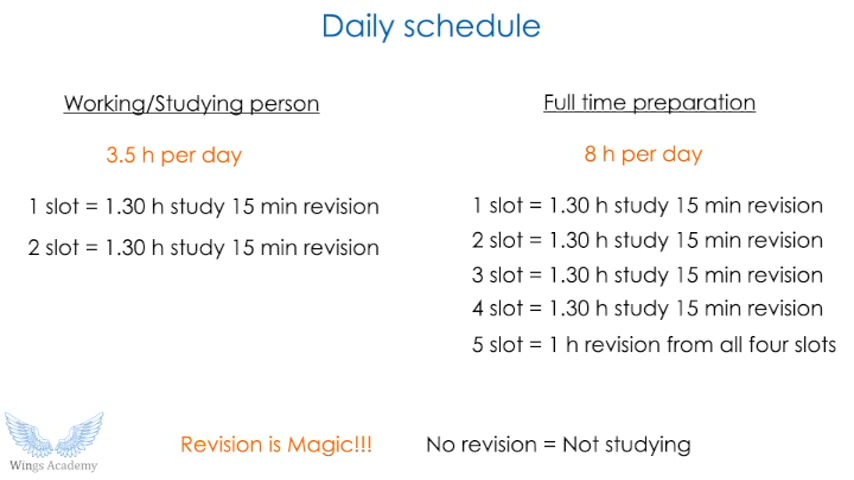 Daily schedule
Working/Studying person
3.5 h per day
1 slot = 1.30 h study 15 min revision
2 slot = 1.30 h study 15 min revision
Full time preparation
8 h per day
1 slot = 1.30 h study 15 min revision
2 slot = 1.30 h study 15 min revision
3 slot = 1.30 h study 15 min revision
4 slot = 1.30 h study 15 min revision
5 slot = 1 h revision from all four slots
Revision is Magic!!! No revision = Not studying
Wings Academy